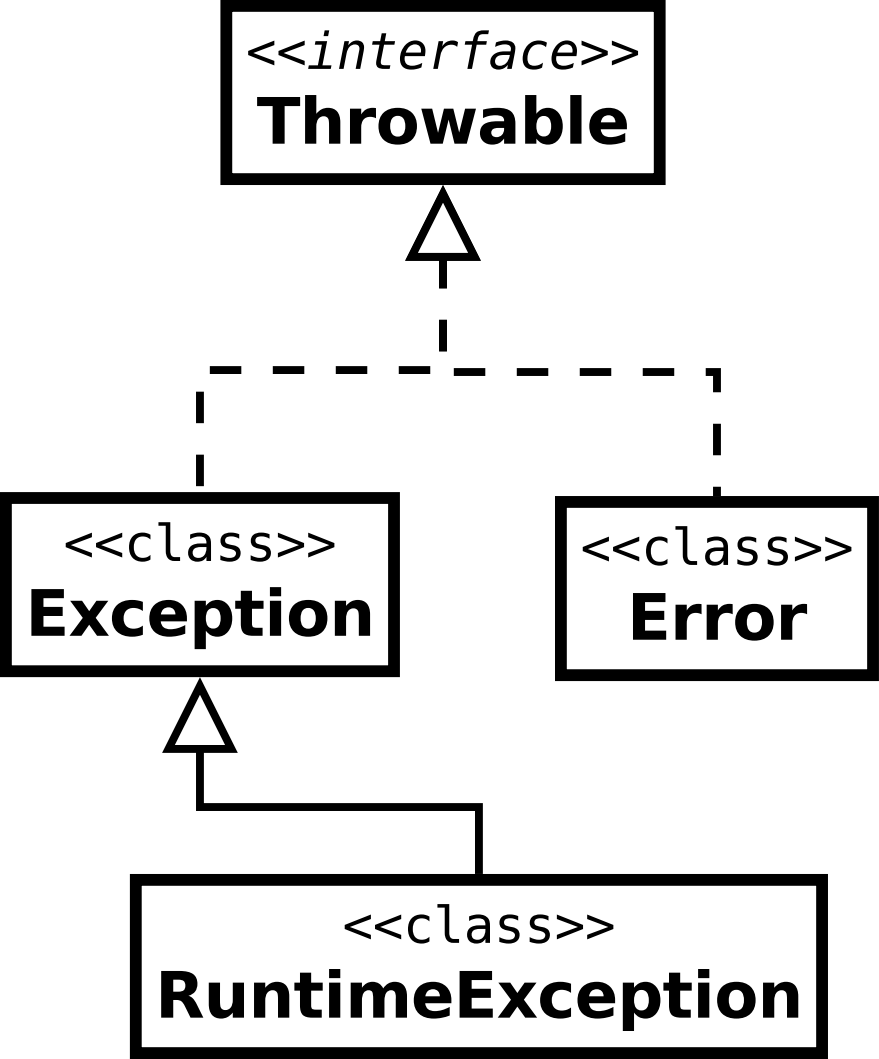 <<interface>>
Throwable
<<class>>
Exception
<<class>>
Error
<<class>>
RuntimeException